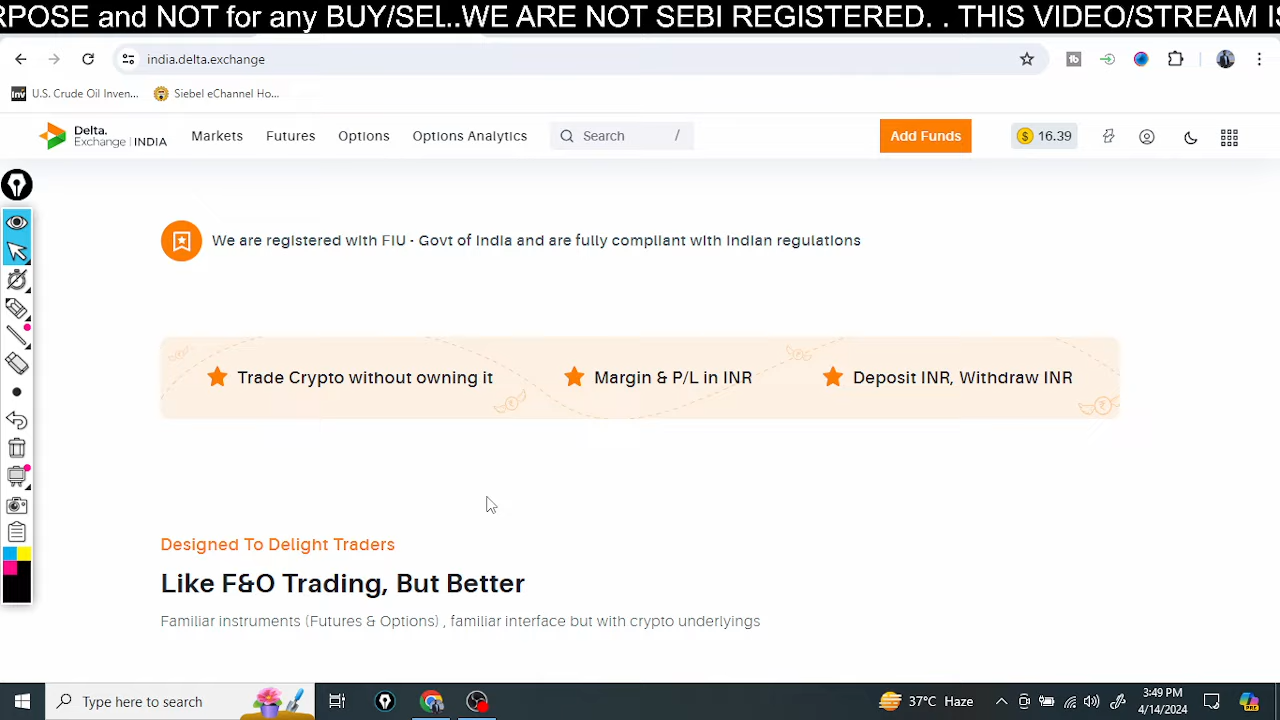 RPOSE and NOT for any BUY/SEL..WE ARE NOT SEBI REGISTERED. . THIS VIDEO/STREAM IS
india.delta.exchange
U.S. Crude Oil Inven... Siebel eChannel Ho...
Delta.
Exchange INDIA
Markets Futures Options Options Analytics Search / Add Funds 16.39
We are registered with FIU - Govt of India and are fully compliant with Indian regulations
Trade Crypto without owning it Margin & P/L in INR Deposit INR, Withdraw INR
Designed To Delight Traders
Like F&O Trading, But Better
Familiar instruments (Futures & Options) , familiar interface but with crypto underlyings
Type here to search 37°C Haze 3:49 PM
4/14/2024